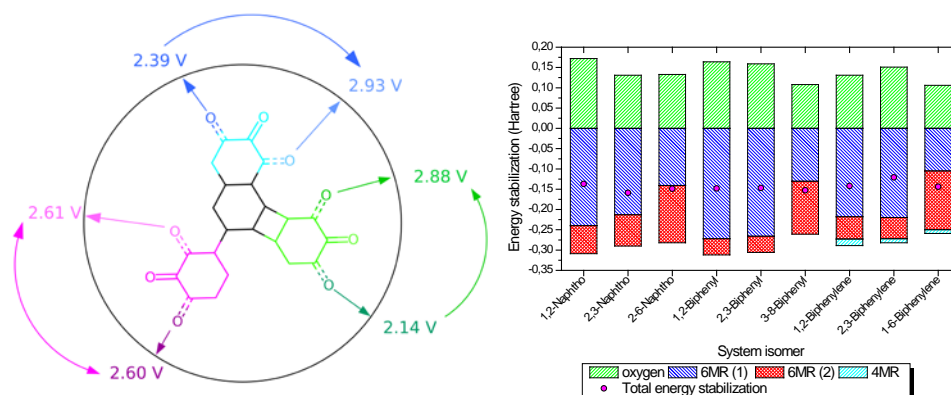 2.39 V
2.93 V
2.88 V
2.61 V
2.14 V
2.60 V
O
O
O
O
O
O
O
O
O
Energy stabilization (Hartree)
0,20
0,15
0,10
0,05
0,00
-0,05
-0,10
-0,15
-0,20
-0,25
-0,30
-0,35
1,2-Naphtho
2,3-Naphtho
2-6-Naphtho
1,2-Biphenyl
2,3-Biphenyl
3-8-Biphenyl
1,2-Biphenylene
2,3-Biphenylene
1-6-Biphenylene
System isomer
oxygen 6MR (1) 6MR (2) 4MR
Total energy stabilization